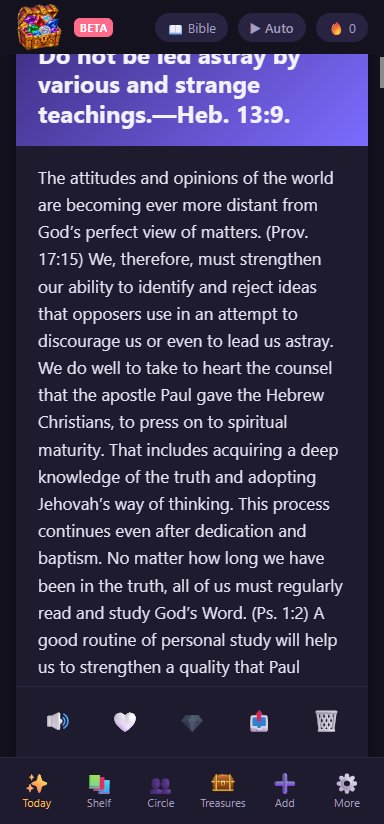 BETA
Bible
Auto
0
Do not be led astray by
various and strange
teachings.—Heb. 13:9.
The attitudes and opinions of the world
are becoming ever more distant from
God’s perfect view of matters. (Prov.
17:15) We, therefore, must strengthen
our ability to identify and reject ideas
that opposers use in an attempt to
discourage us or even to lead us astray.
We do well to take to heart the counsel
that the apostle Paul gave the Hebrew
Christians, to press on to spiritual
maturity. That includes acquiring a deep
knowledge of the truth and adopting
Jehovah’s way of thinking. This process
continues even after dedication and
baptism. No matter how long we have
been in the truth, all of us must regularly
read and study God’s Word. (Ps. 1:2) A
good routine of personal study will help
us to strengthen a quality that Paul
Today
Shelf
Circle
Treasures
Add
More